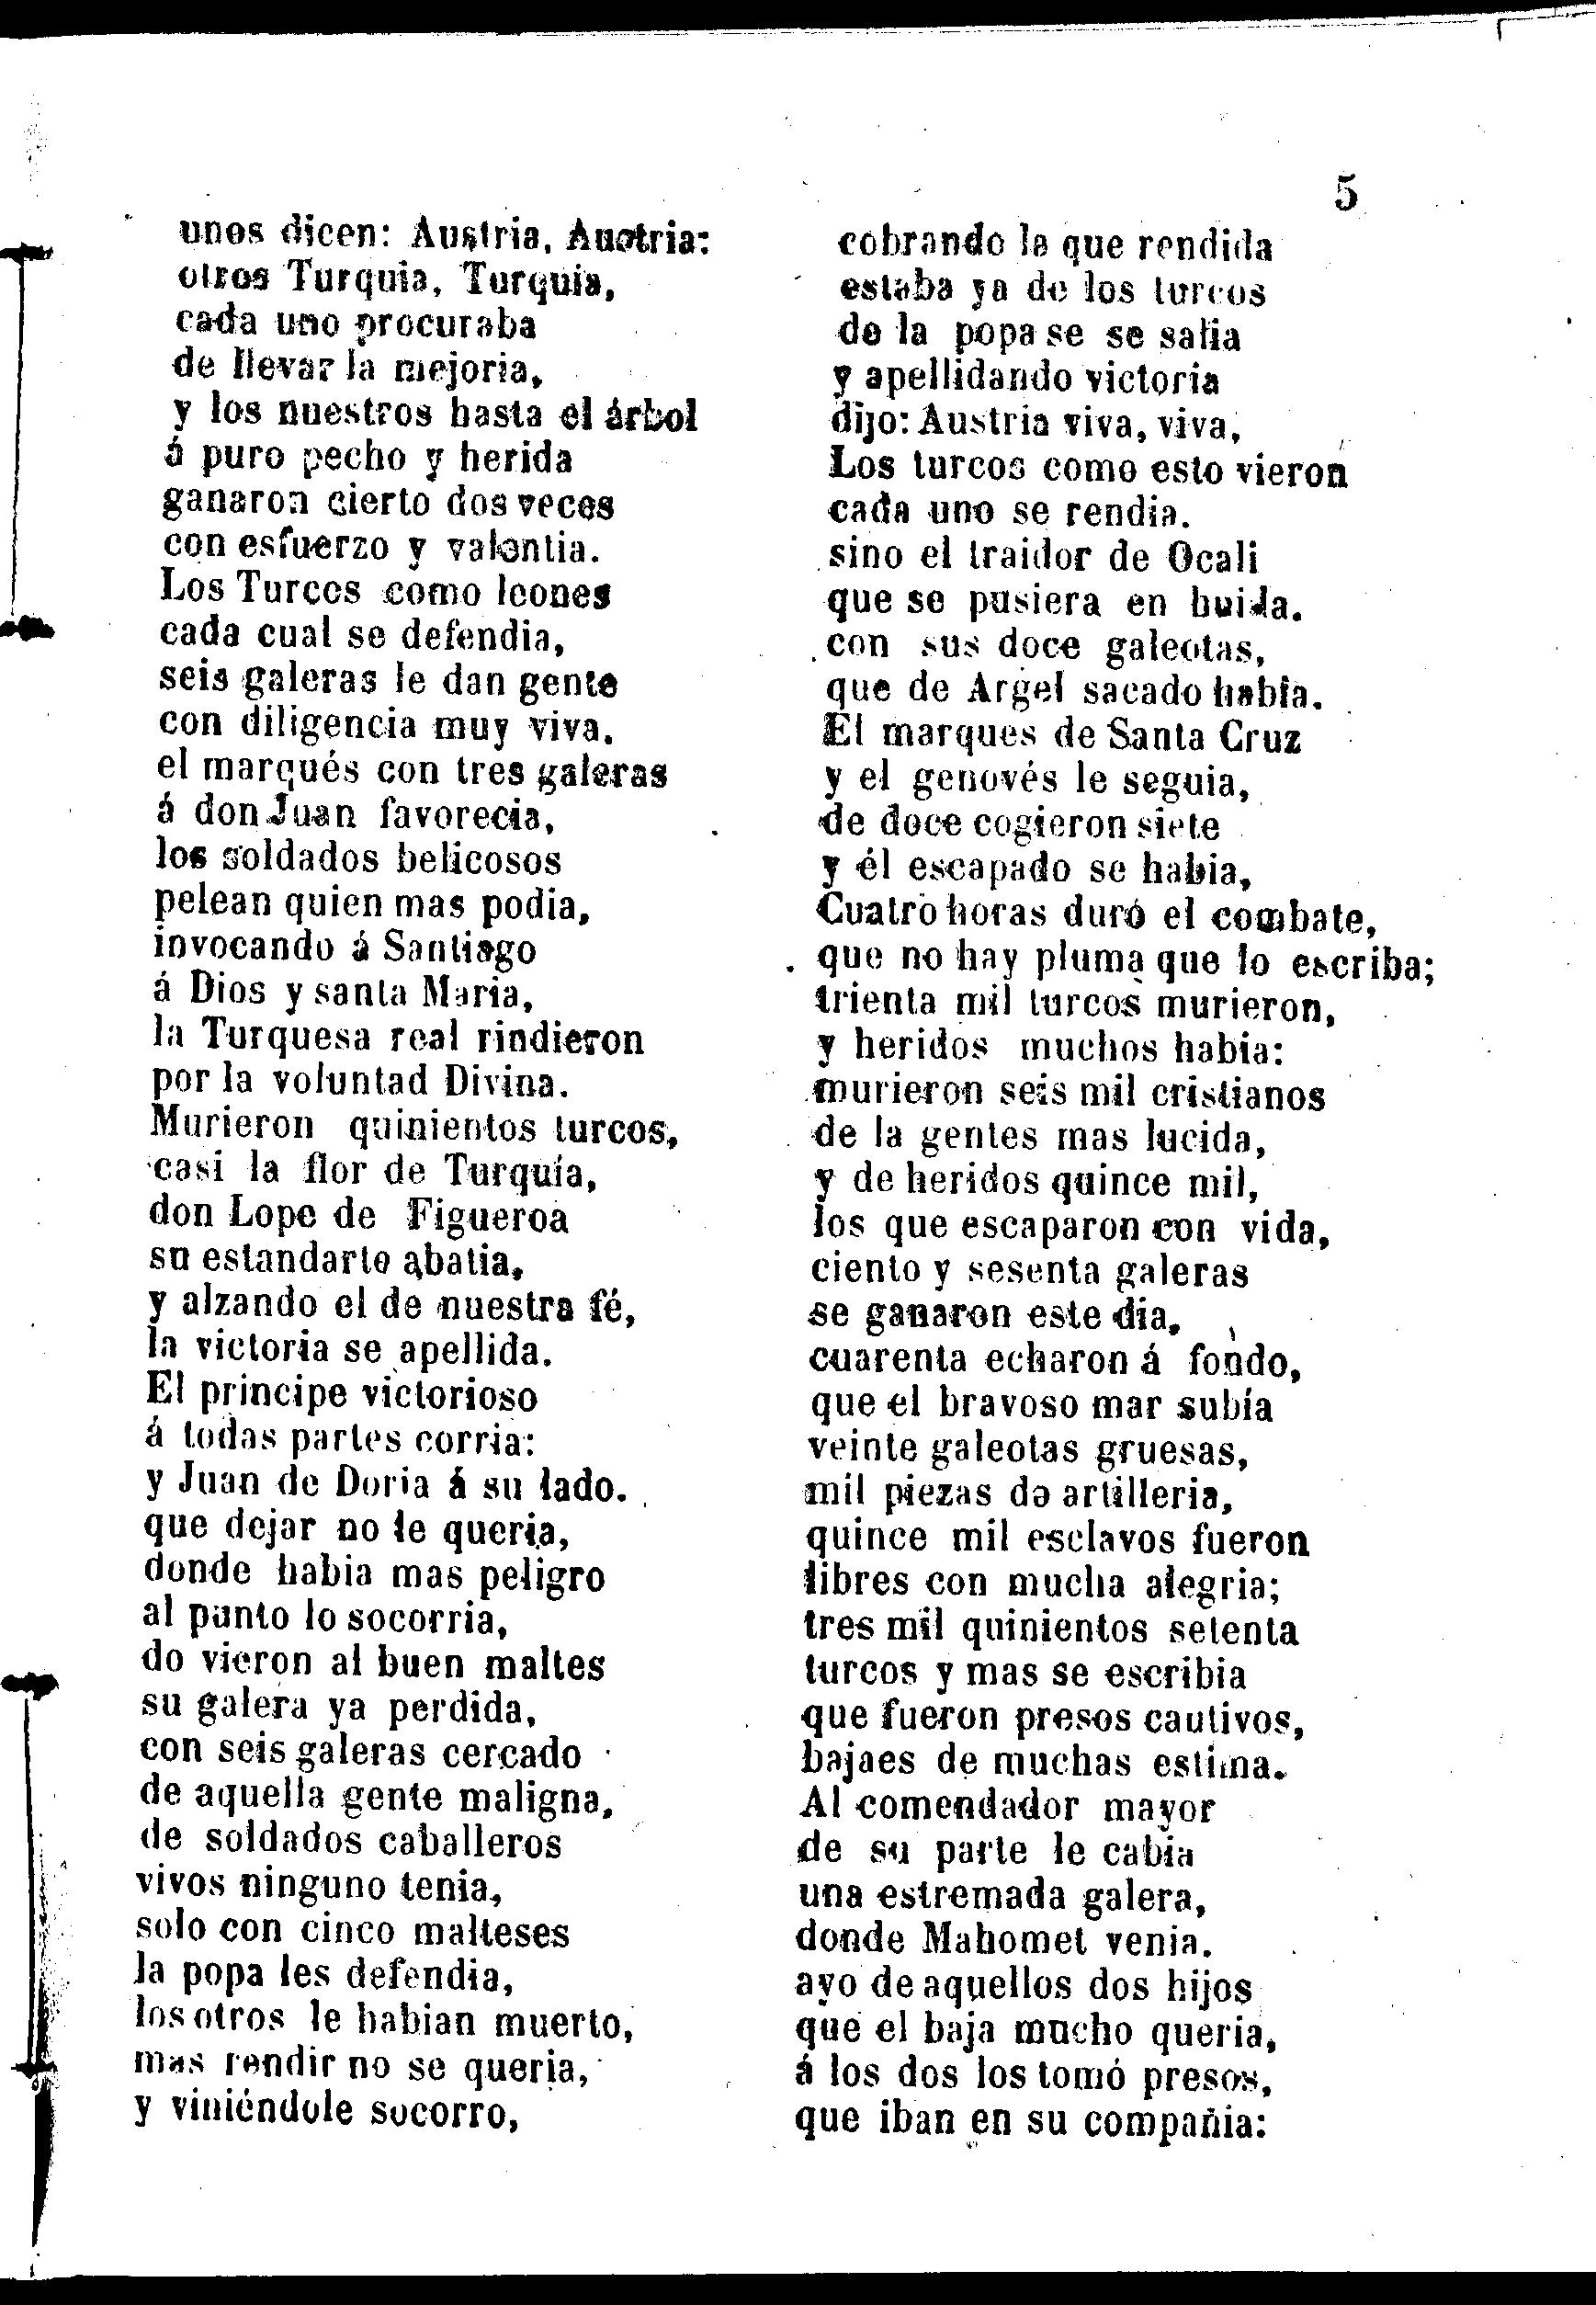 5
unos dicen: Austria, Auotria:
otros Turquia, Turquia,
cada uno procuraba
de llevar la mejoria,
y los nuestros hasta el árbol
á puro pecho y herida
ganaron cierto dos veces
con esfuerzo y valentia.
Los Turcos como leones
cada cual se defendia,
seis galeras le dan gente
con diligencia muy viva.
el marqués con tres galeras
á don Juan favorecia,
los soldados belicosos
pelean quien mas podia,
invocando á Santiago
á Dios y santa Maria,
la Turquesa real rindieron
por la voluntad Divina.
Murieron quinientos turcos,
casi la flor de Turquía,
don Lope de Figueroa
su estandarte abatia,
y alzando el de nuestra fé,
la victoria se apellida.
El principe victorioso
á todas partes corria:
y Juan de Doria á su lado.
que dejar no le queria,
donde habia mas peligro
al punto lo socorria,
do vieron al buen maltes
su galera ya perdida,
con seis galeras cercado
de aquella gente maligna,
de soldados caballeros
vivos ninguno tenia,
solo con cinco malteses
la popa les defendia,
los otros le habian muerto,
mas rendir no se queria,
y viniéndole socorro,
cobrando la que rendida
estaba ya de los turcos
de la popa se se salia
y apellidando victoria
dijo: Austria viva, viva,
Los turcos como esto vieron
cada uno se rendia.
sino el traidor de Ocali
que se pusiera en huida.
con sus doce galeotas,
que de Argel sacado había.
El marques de Santa Cruz
y el genovés le seguia,
de doce cogieron siete
y él escapado se habia,
Cuatro horas duró el combate,
que no hay pluma que lo escriba;
trienta mil turcos murieron,
y heridos muchos habia:
murieron seis mil cristianos
de la gentes mas lucida,
y de heridos quince mil,
los que escaparon con vida,
ciento y sesenta galeras
se ganaron este dia,
cuarenta echaron á fondo,
que el bravoso mar subía
veinte galeotas gruesas,
mil piezas de artilleria,
quince mil esclavos fueron
libres con mucha alegria;
tres mil quinientos setenta
turcos y mas se escribia
que fueron presos cautivos,
bajaes de muchas estima.
Al comendador mayor
de su parte le cabia
una estremada galera,
donde Mahomet venia.
ayo de aquellos dos hijos
que el baja mucho queria,
á los dos los tomó presos,
que iban en su compañia: